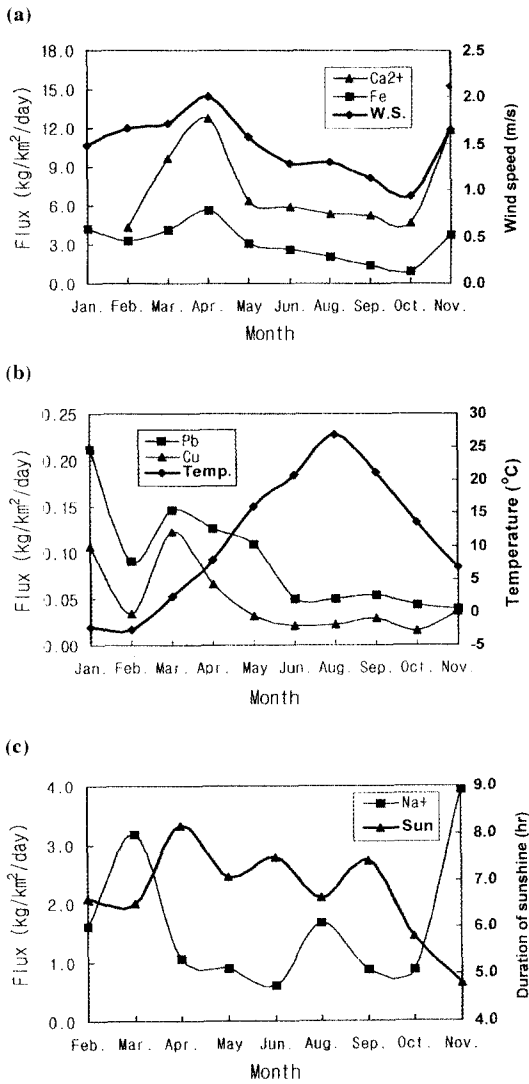 (a)
18.0
15.0
12.0
9.0
6.0
3.0
0.0
Flux (kg/km²/day)
Ca2+
Fe
W.S.
2.5
2.0
1.5
1.0
0.5
0.0
Wind speed (m/s)
Jan. Feb. Mar. Apr. May Jun. Aug. Sep. Oct. Nov.
Month
(b)
0.25
0.20
0.15
0.10
0.05
0.00
Flux (kg/km²/day)
Pb
Cu
Temp.
30
25
20
15
10
5
0
-5
Temperature (°C)
Jan. Feb. Mar. Apr. May Jun. Aug. Sep. Oct. Nov.
Month
(c)
4.0
3.0
2.0
1.0
0.0
Flux (kg/km²/day)
Na+
Sun
9.0
8.0
7.0
6.0
5.0
4.0
Duration of sunshine (hr)
Feb. Mar. Apr. May Jun. Aug. Sep. Oct. Nov.
Month